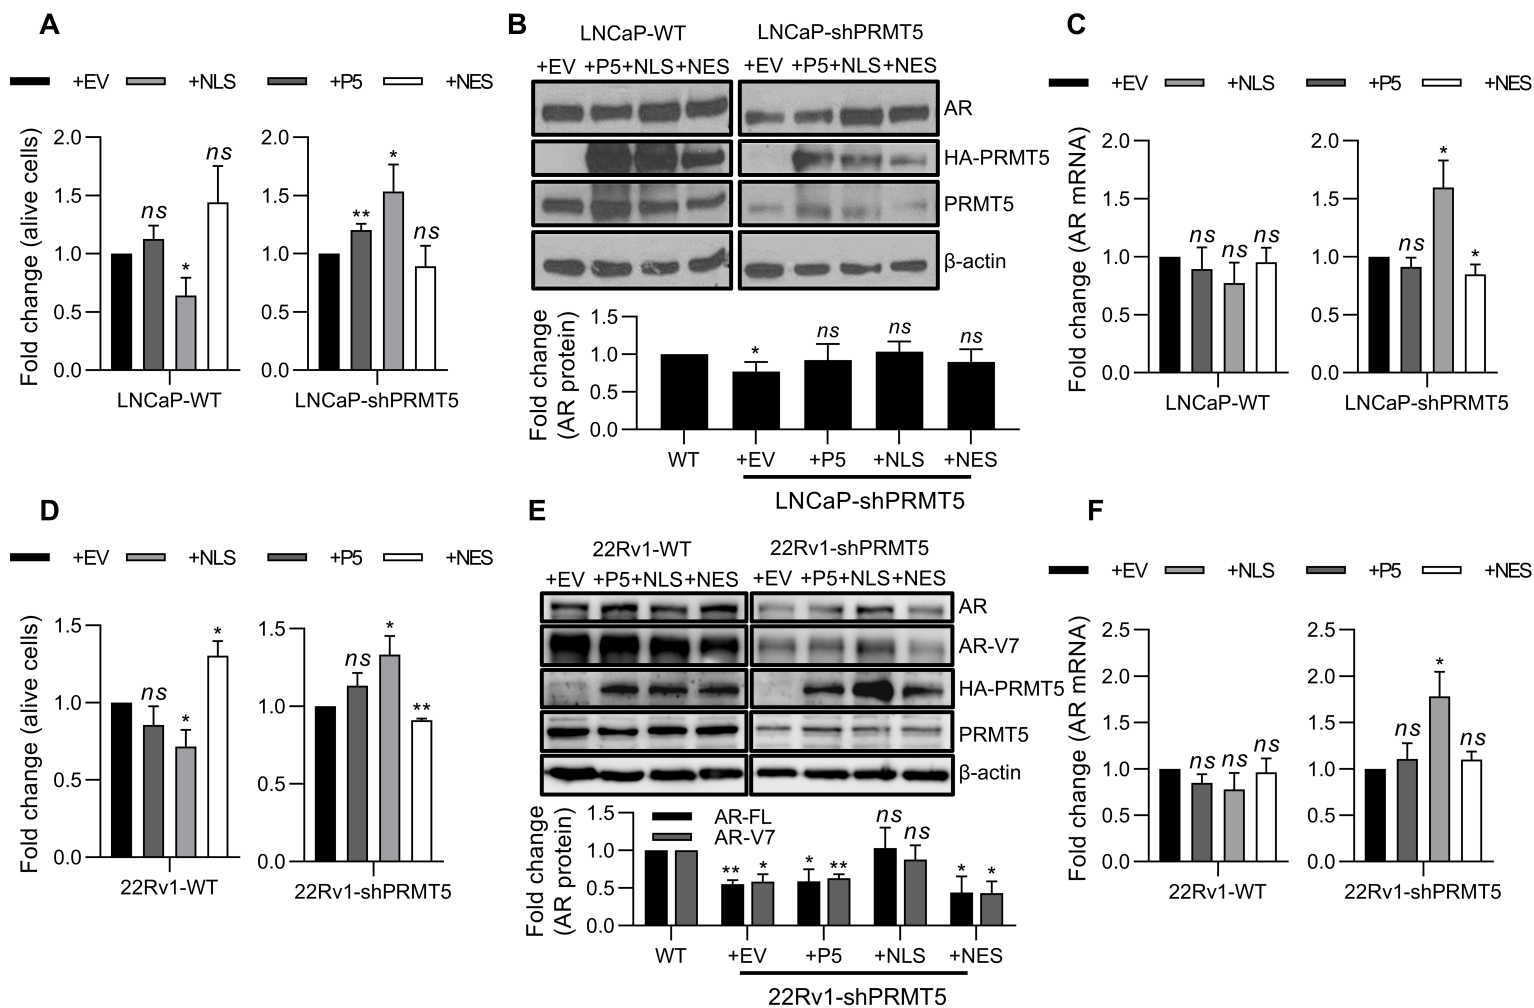 A
+EV +NLS +P5 +NES
Fold change (alive cells)
2.0
1.5
1.0
0.5
0.0
ns
*
ns
LNCaP-WT
2.0
1.5
1.0
0.5
0.0
**
*
ns
LNCaP-shPRMT5
B
LNCaP-WT LNCaP-shPRMT5
+EV +P5+NLS+NES +EV +P5+NLS+NES
AR
HA-PRMT5
PRMT5
β-actin
Fold change
(AR protein)
1.5
1.0
0.5
0.0
*
ns
ns
ns
WT +EV +P5 +NLS +NES
LNCaP-shPRMT5
C
+EV +NLS +P5 +NES
Fold change (AR mRNA)
2.0
1.5
1.0
0.5
0.0
ns
ns
ns
LNCaP-WT
2.0
1.5
1.0
0.5
0.0
ns
*
*
LNCaP-shPRMT5
D
+EV +NLS +P5 +NES
Fold change (alive cells)
1.5
1.0
0.5
0.0
ns
*
*
22Rv1-WT
1.5
1.0
0.5
0.0
ns
*
**
22Rv1-shPRMT5
E
22Rv1-WT 22Rv1-shPRMT5
+EV +P5+NLS+NES +EV +P5+NLS+NES
AR
AR-V7
HA-PRMT5
PRMT5
β-actin
Fold change
(AR protein)
1.5
1.0
0.5
0.0
AR-FL
AR-V7
** *
* **
ns ns
* *
WT +EV +P5 +NLS +NES
22Rv1-shPRMT5
F
+EV +NLS +P5 +NES
Fold change (AR mRNA)
2.5
2.0
1.5
1.0
0.5
0.0
ns
ns
ns
22Rv1-WT
2.5
2.0
1.5
1.0
0.5
0.0
ns
*
ns
22Rv1-shPRMT5